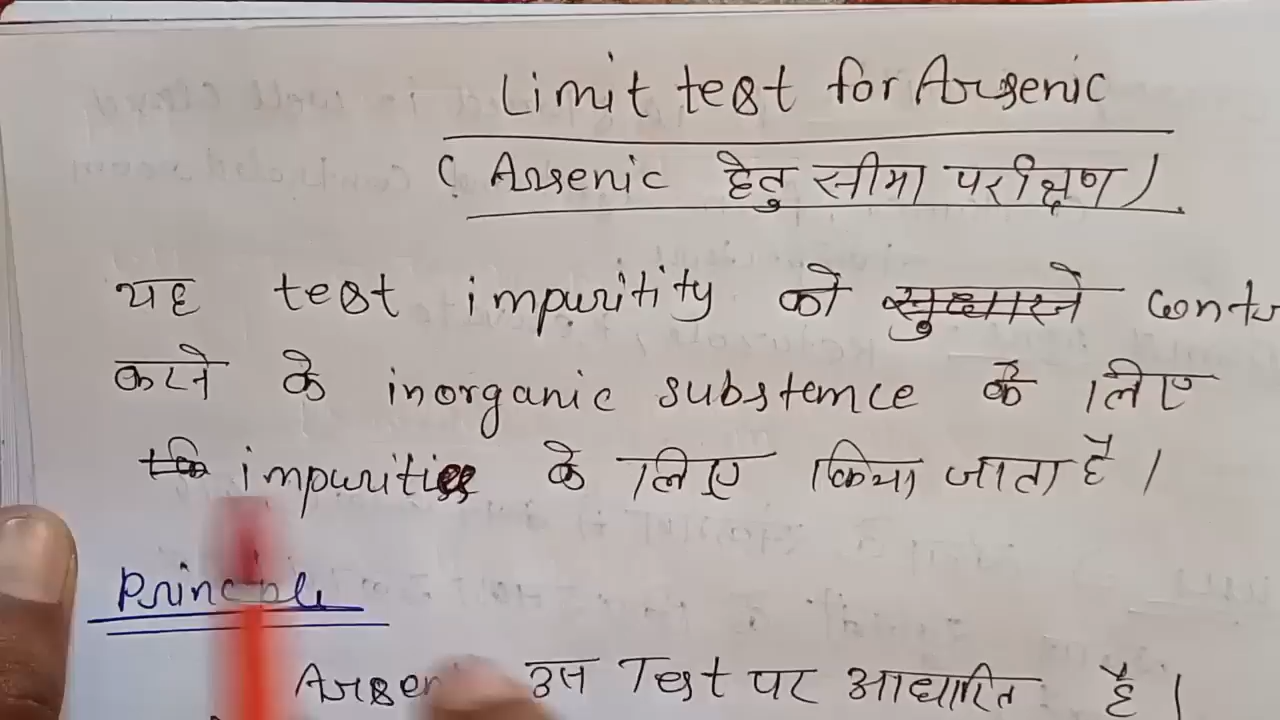 Limit test for Arsenic
( Arsenic हेतु सीमा परीक्षण )
यह test impuritity को सुधारने contr
करने के inorganic substemce के लिए
impurities के लिए किया जाता है ।
Principle
उस Test पर आधारित है ।